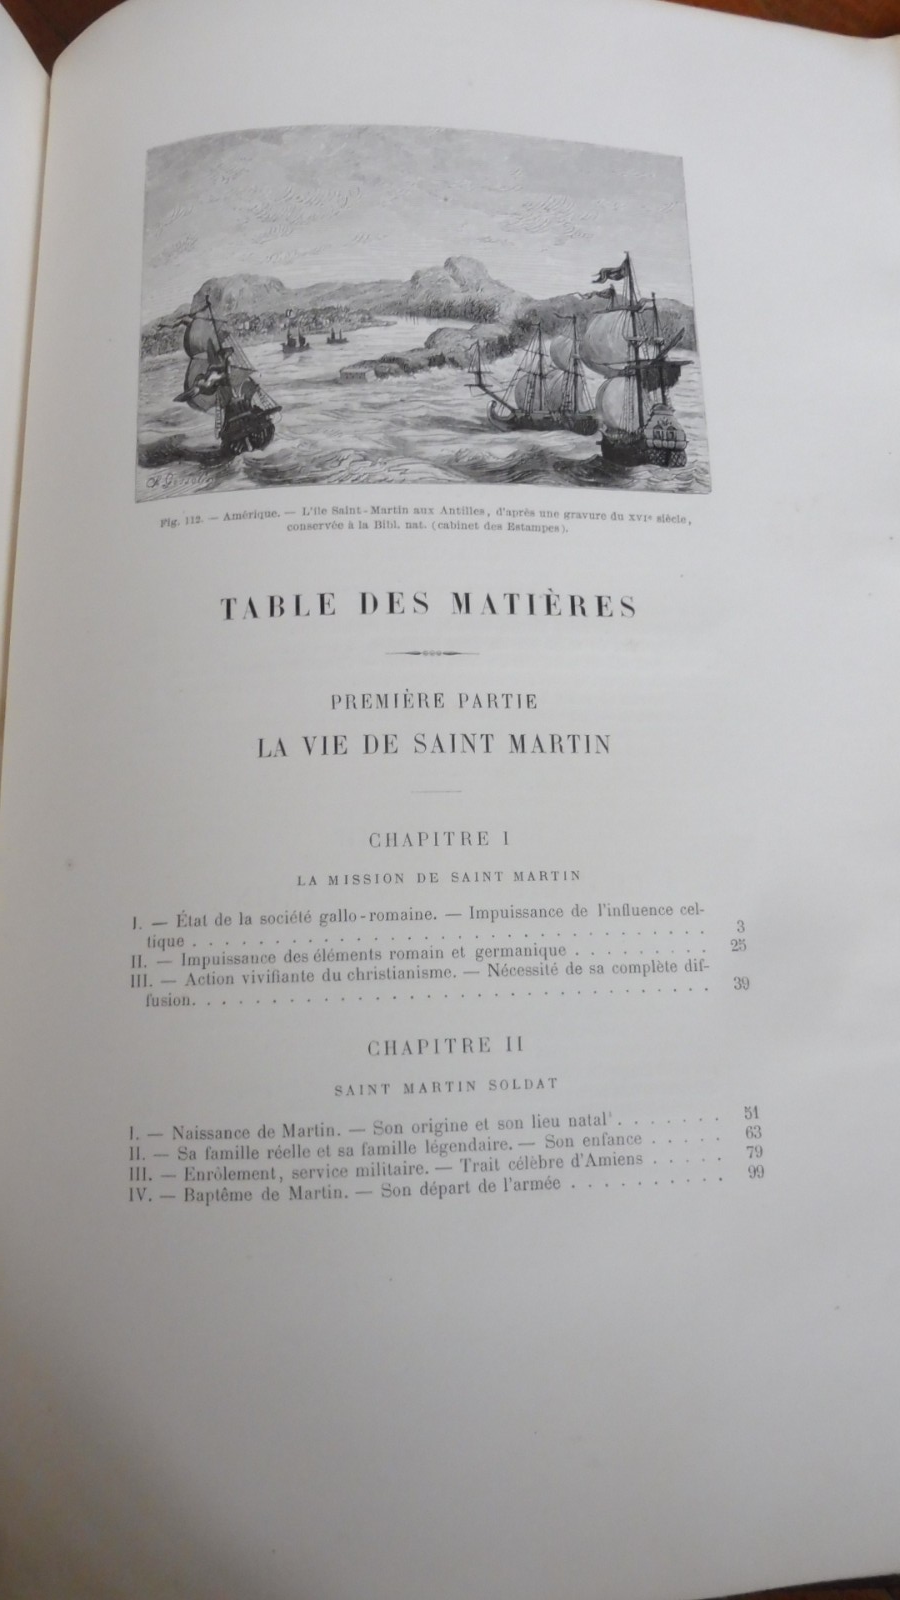 Fig. 112. — Amérique. — L'île Saint-Martin aux Antilles, d'après une gravure du XVIe siècle,
conservée à la Bibl. nat. (cabinet des Estampes).
TABLE DES MATIÈRES
PREMIÈRE PARTIE
LA VIE DE SAINT MARTIN
CHAPITRE I
LA MISSION DE SAINT MARTIN
I. — État de la société gallo-romaine. — Impuissance de l'influence cel-
tique . . . . . . . . . . . . . . . . . . . . . . . . . . . . . . 3
II. — Impuissance des éléments romain et germanique . . . . . . . . . 25
III. — Action vivifiante du christianisme. — Nécessité de sa complète dif-
fusion. . . . . . . . . . . . . . . . . . . . . . . . . . . . . . 39
CHAPITRE II
SAINT MARTIN SOLDAT
I. — Naissance de Martin. — Son origine et son lieu natal . . . . . . . 51
II. — Sa famille réelle et sa famille légendaire. — Son enfance . . . . . 63
III. — Enrôlement, service militaire. — Trait célèbre d'Amiens . . . . . 79
IV. — Baptême de Martin. — Son départ de l'armée . . . . . . . . . . 99